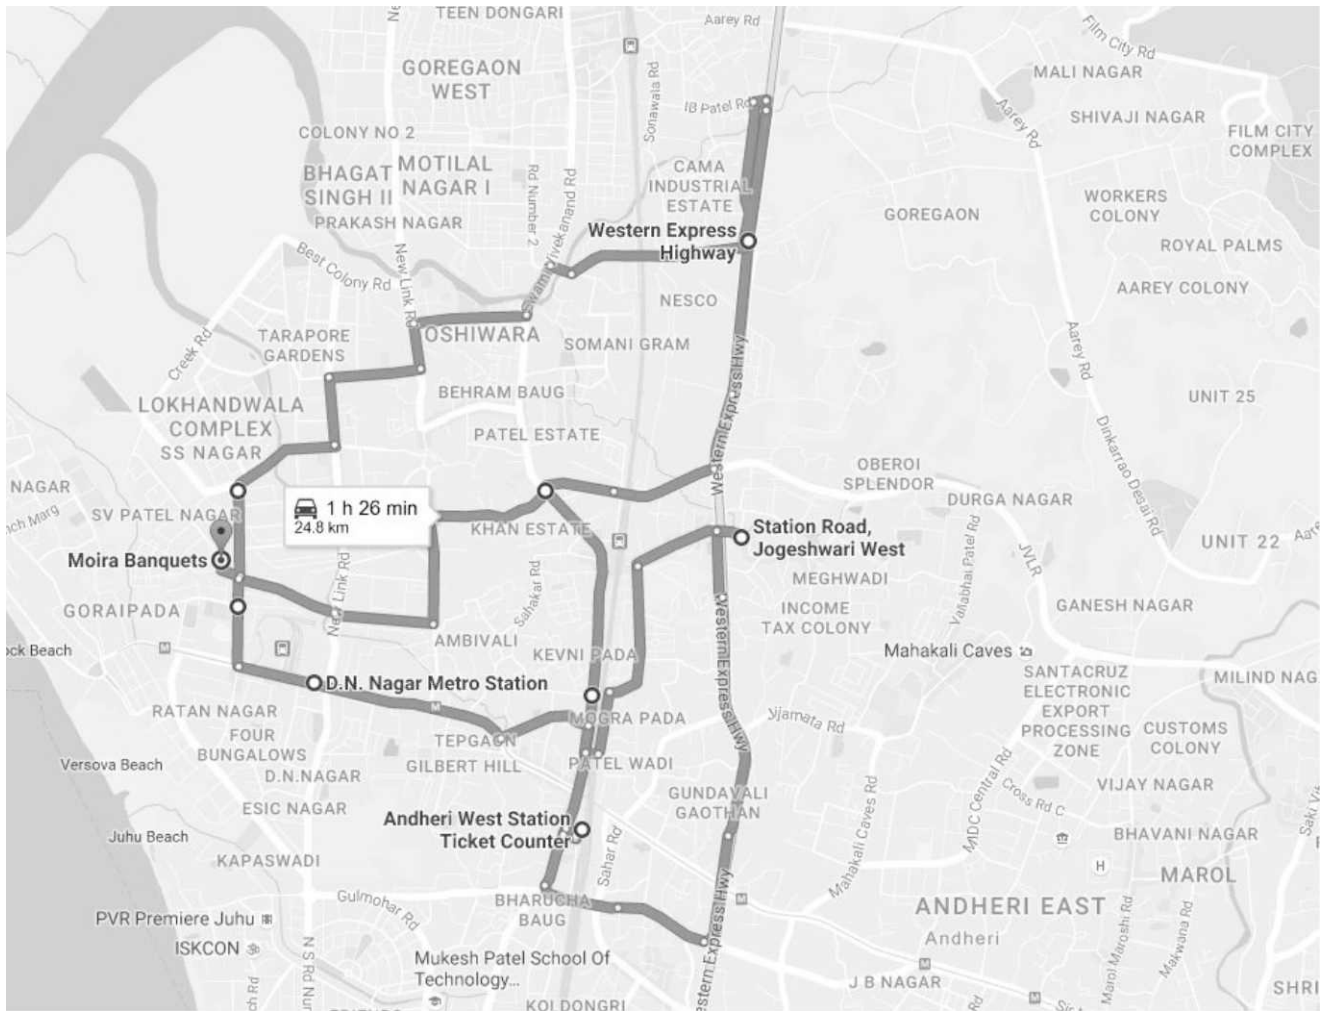 TEEN DONGARI
Aarey Rd
Film City Rd
MALI NAGAR
GOREGAON
WEST
Sonawala Rd
IB Patel Rd
Aarey Rd
SHIVAJI NAGAR
FILM CITY
COMPLEX
COLONY NO 2
BHAGAT
SINGH II
MOTILAL
NAGAR I
Rd Number 2
CAMA
INDUSTRIAL
ESTATE
WORKERS
COLONY
PRAKASH NAGAR
Swami Vivekanand Rd
GOREGAON
Western Express
Highway
ROYAL PALMS
Best Colony Rd
New Link Rd
NESCO
AAREY COLONY
TARAPORE
GARDENS
OSHIWARA
SOMANI GRAM
Creek Rd
Western Express Hwy
Aarey Rd
BEHRAM BAUG
UNIT 25
LOKHANDWALA
COMPLEX
SS NAGAR
PATEL ESTATE
Dinkarrao Desai Rd
OBEROI
SPLENDOR
NAGAR
nch Marg
DURGA NAGAR
1 h 26 min
24.8 km
SV PATEL NAGAR
KHAN ESTATE
Station Road,
Jogeshwari West
UNIT 22
Aare
Moira Banquets
MEGHWADI
JVLR
GORAIPADA
New Link Rd
Sahakar Rd
Western Express Hwy
INCOME
TAX COLONY
GANESH NAGAR
AMBIVALI
ock Beach
KEVNI PADA
Mahakali Caves
SANTACRUZ
ELECTRONIC
EXPORT
PROCESSING
ZONE
MILIND NAG
D.N. Nagar Metro Station
RATAN NAGAR
MOGRA PADA
CUSTOMS
COLONY
FOUR
BUNGALOWS
TEPGAON
Versova Beach
D.N.NAGAR
GILBERT HILL
PATEL WADI
VIJAY NAGAR
ESIC NAGAR
GUNDAVALI
GAOTHAN
MIDC Central Rd
Cross Rd C
Juhu Beach
Andheri West Station
Ticket Counter
BHAVANI NAGAR
KAPASWADI
Sahar Rd
Mahakali Caves Rd
H
MAROL
Gulmohar Rd
BHARUCHA
BAUG
Western Express Hwy
ANDHERI EAST
Andheri
PVR Premiere Juhu
ISKCON
Marol Maroshi Rd
Makwana Rd
Mukesh Patel School Of
Technology...
J B NAGAR
SHRI
KOLDONGRI